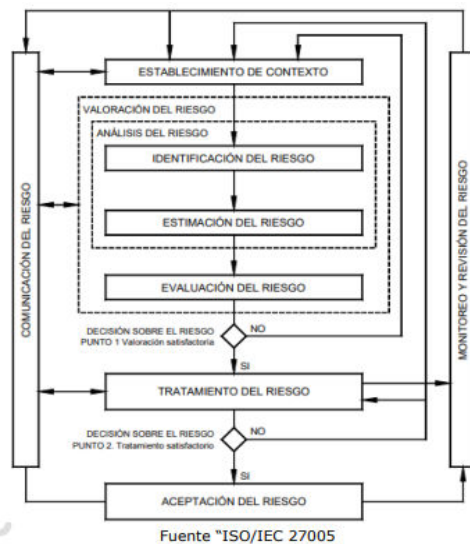 ESTABLECIMIENTO DE CONTEXTO
VALORACIÓN DEL RIESGO
ANÁLISIS DEL RIESGO
IDENTIFICACIÓN DEL RIESGO
ESTIMACIÓN DEL RIESGO
EVALUACIÓN DEL RIESGO
COMUNICACIÓN DEL RIESGO
MONITOREO Y REVISIÓN DEL RIESGO
DECISIÓN SOBRE EL RIESGO
PUNTO 1 Valoración satisfactoria
NO
SI
TRATAMIENTO DEL RIESGO
DECISIÓN SOBRE EL RIESGO
PUNTO 2. Tratamiento satisfactorio
NO
SÍ
ACEPTACIÓN DEL RIESGO
Fuente "ISO/IEC 27005